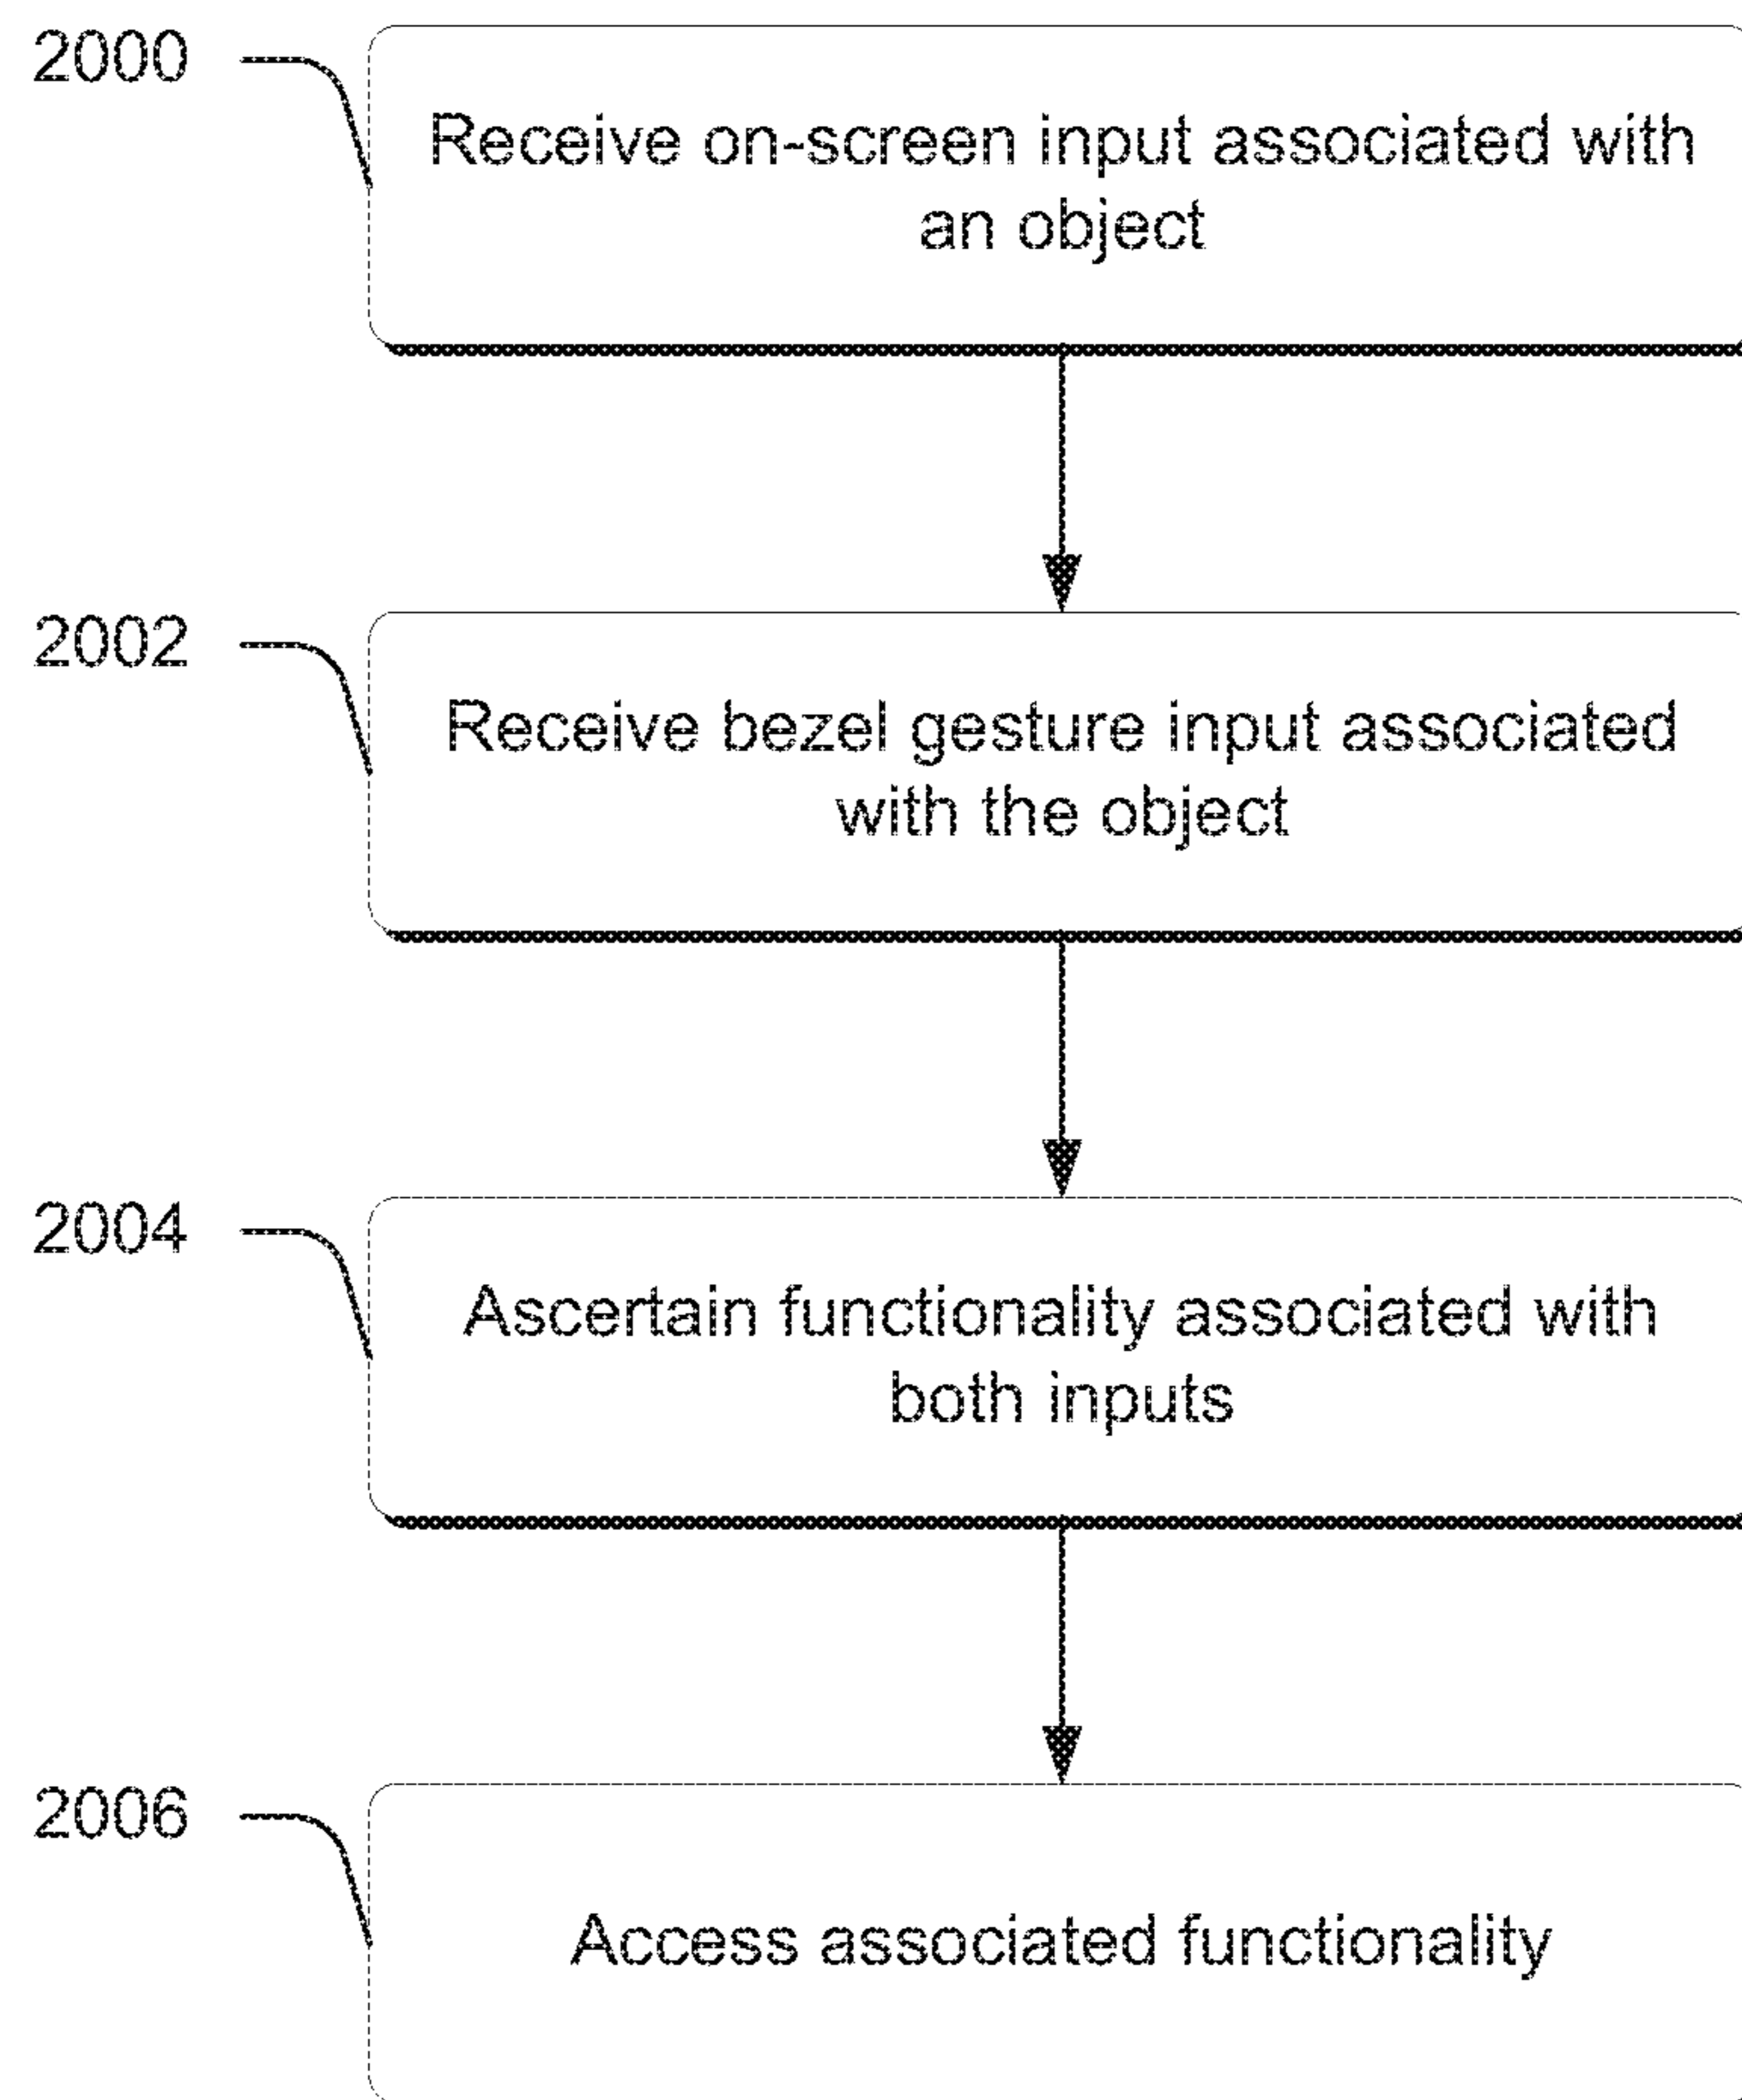 2000
Receive on-screen input associated with
an object
2002
Receive bezel gesture input associated
with the object
2004
Ascertain functionality associated with
both inputs
2006
Access associated functionality